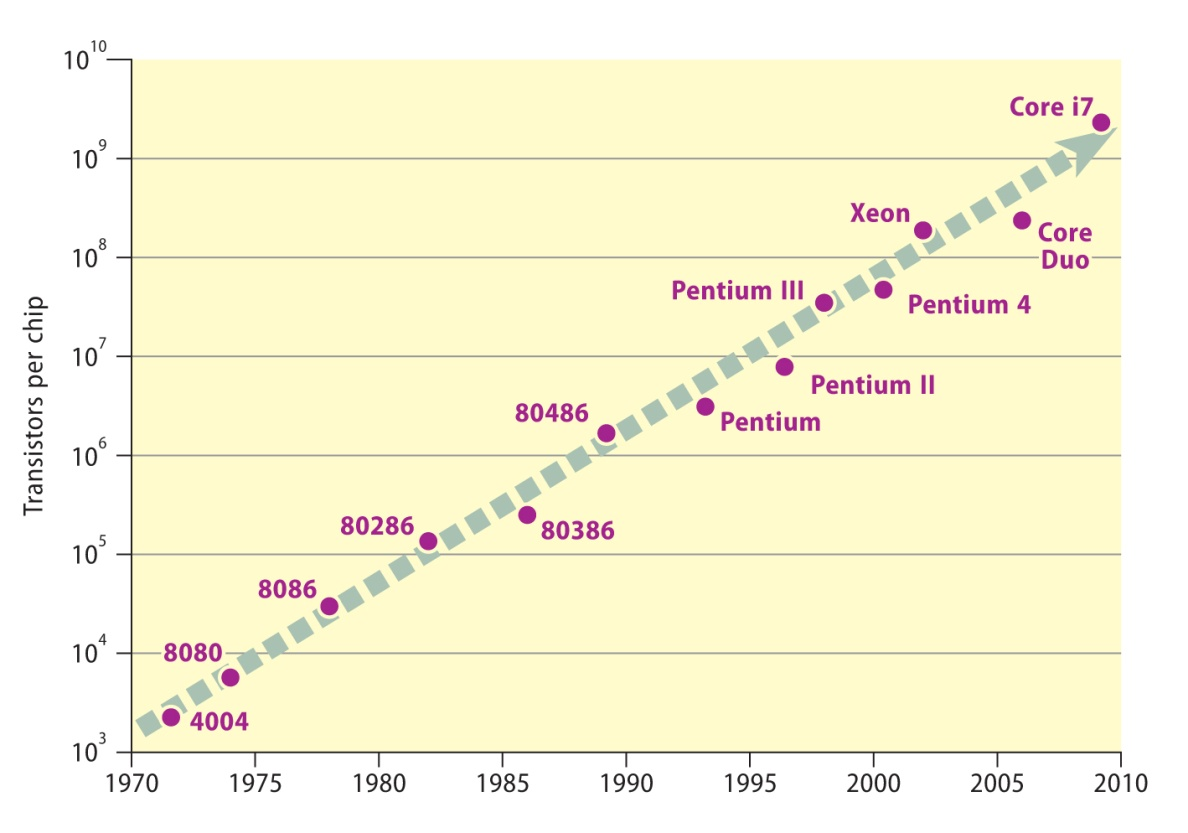 Transistors per chip
10^10
10^9
10^8
10^7
10^6
10^5
10^4
10^3
1970 1975 1980 1985 1990 1995 2000 2005 2010
Core i7
Xeon
Core
Duo
Pentium III
Pentium 4
Pentium II
80486
Pentium
80286
80386
8086
8080
4004